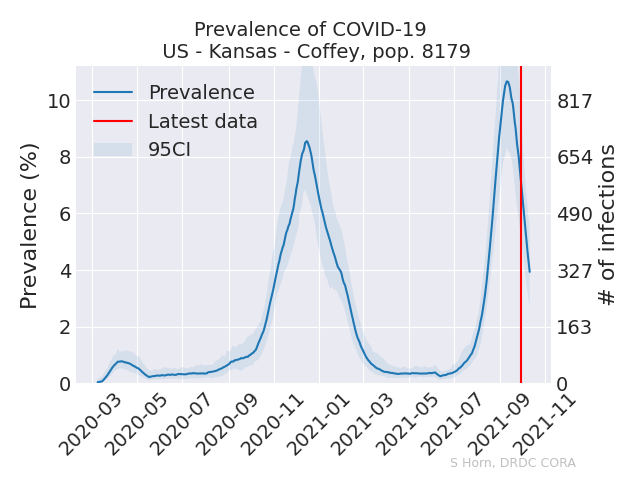 Prevalence of COVID-19
US - Kansas - Coffey, pop. 8179
Prevalence
Latest data
95CI
Prevalence (%)
10
8
6
4
2
0
817
654
490
327
163
0
# of infections
2020-03
2020-05
2020-07
2020-09
2020-11
2021-01
2021-03
2021-05
2021-07
2021-09
2021-11
S Horn, DRDC CORA